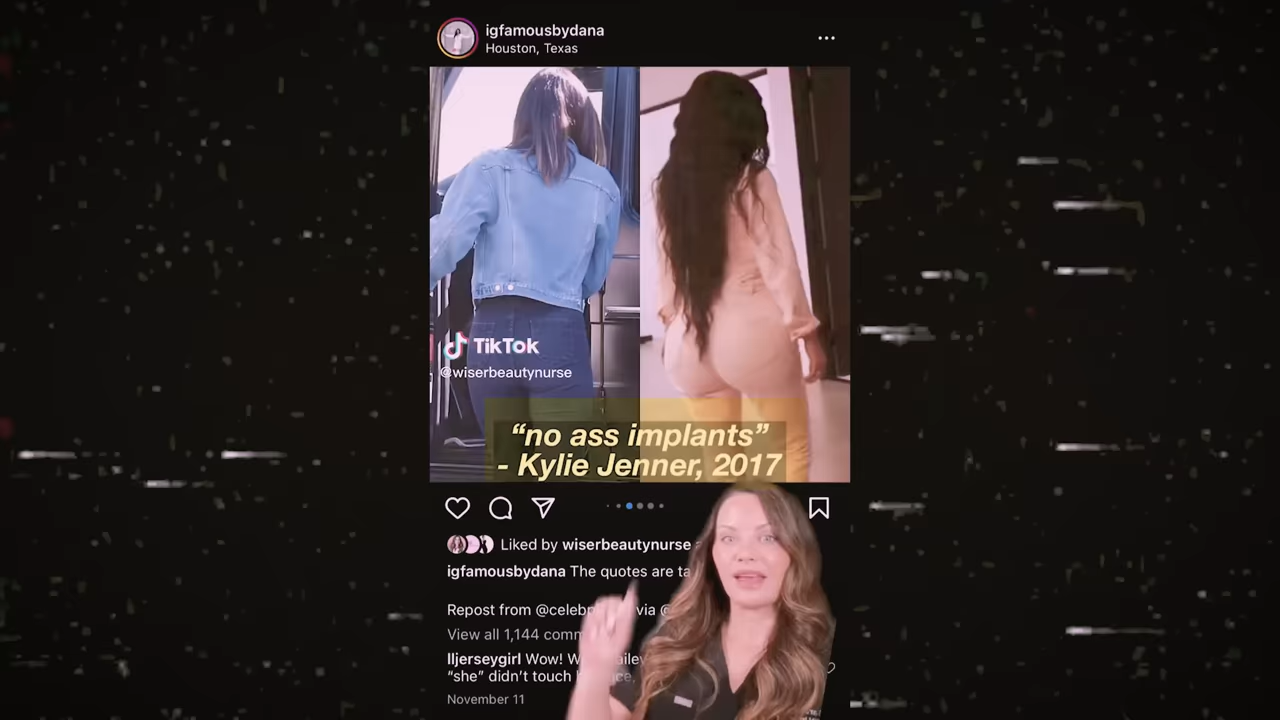 igfamousbydana
Houston, Texas
TikTok
@wiserbeautynurse
“no ass implants”
- Kylie Jenner, 2017
Liked by wiserbeautynurse
igfamousbydana The quotes are
Repost from via
View all 1,144
lljerseygirl Wow!
“she” didn’t touch
November 11